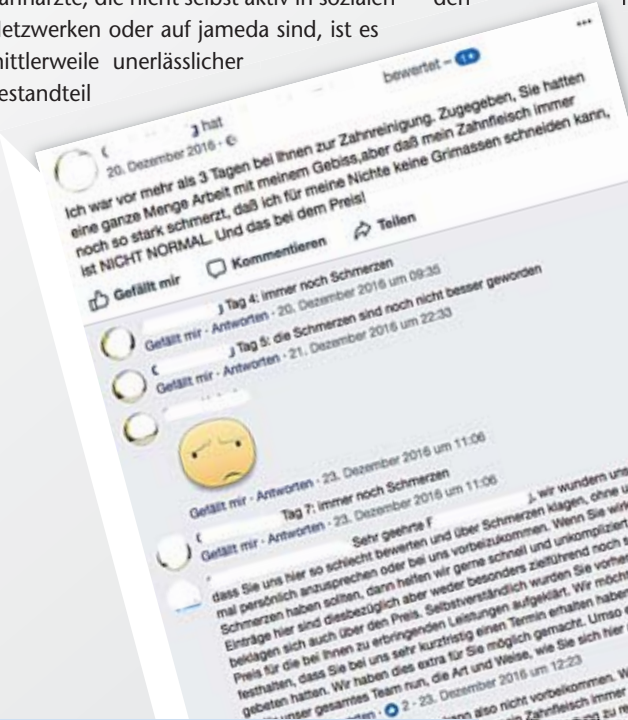 die nicht selbst aktiv in sozialen
den
Netzwerken oder auf jameda sind, ist es
mittlerweile unerlässlicher
Bestandteil
hat
bewertet –
20. Dezember 2016 ·
Ich war vor mehr als 3 Tagen bei Ihnen zur Zahnreinigung. Zugegeben, Sie hatten
eine ganze Menge Arbeit mit meinem Gebiss,aber daß mein Zahnfleisch immer
noch so stark schmerzt, daß ich für meine Nichte keine Grimassen schneiden kann,
ist NICHT NORMAL. Und das bei dem Preis!
Gefällt mir Kommentieren Teilen
Tag 4: immer noch Schmerzen
Gefällt mir · Antworten · 20. Dezember 2016 um 09:35
Tag 5: die Schmerzen sind noch nicht besser geworden
Gefällt mir · Antworten · 21. Dezember 2016 um 22:33
Gefällt mir · Antworten · 23. Dezember 2016 um 11:06
Tag 7: immer noch Schmerzen
Gefällt mir · Antworten · 23. Dezember 2016 um 11:06
Sehr geehrte F , wir wundern uns
dass Sie uns hier so schlecht bewerten und über Schmerzen klagen, ohne
mal persönlich anzusprechen oder bei uns vorbeizukommen. Wenn Sie
Schmerzen haben sollten, dann helfen wir gerne schnell und unkompliziert
Einträge hier sind diesbezüglich aber weder besonders zielführend noch
beklagen sich auch über den Preis. Selbstverständlich wurden Sie
Preis für die bei Ihnen zu erbringenden Leistungen aufgeklärt. Wir
festhalten, dass Sie bei uns sehr kurzfristig einen Termin erhalten haben
gebeten hatten. Wir haben dies extra für Sie möglich gemacht. Umso
unser gesamtes Team nun, die Art und Weise, wie Sie sich hier
2 · 23. Dezember 2016 um 12:23
also nicht vorbeikommen.
Zahnfleisch immer
zu